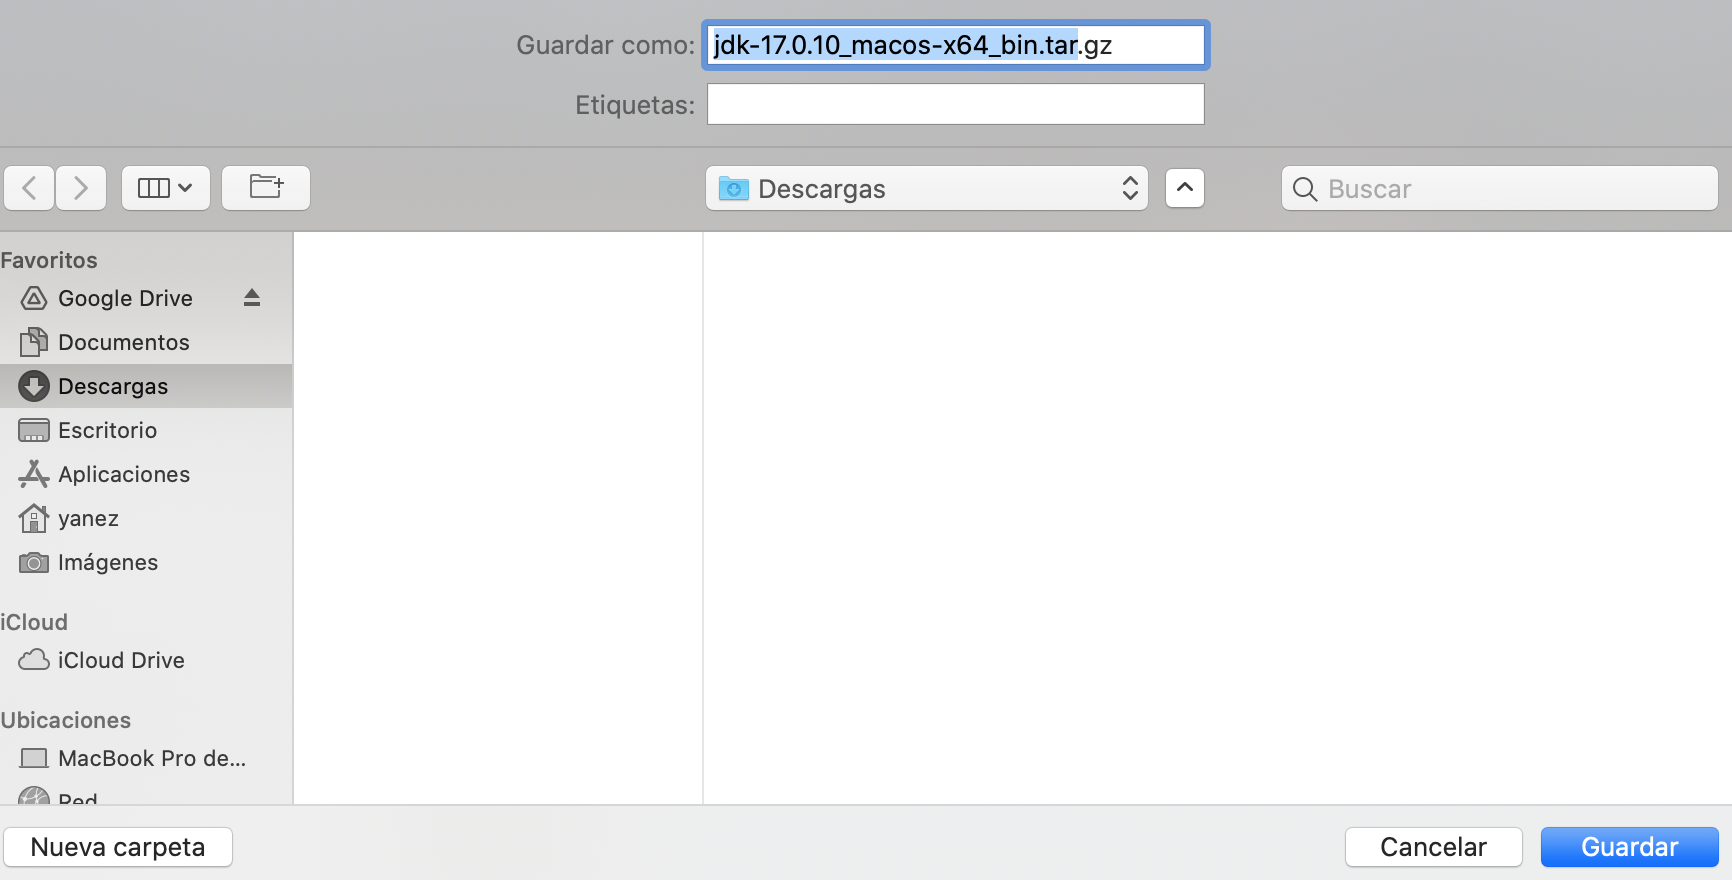 Guardar como: jdk-17.0.10_macos-x64_bin.tar.gz
Etiquetas:
Descargas
Buscar
Favoritos
Google Drive
Documentos
Descargas
Escritorio
Aplicaciones
yanez
Imágenes
iCloud
iCloud Drive
Ubicaciones
MacBook Pro de...
Red
Nueva carpeta
Cancelar
Guardar